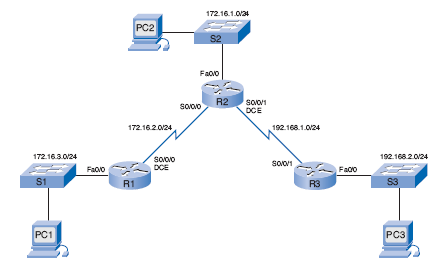 172.16.1.0/24
PC2
S2
Fa0/0
R2
S0/0/0
S0/0/1
DCE
172.16.2.0/24
192.168.1.0/24
172.16.3.0/24
S0/0/0
DCE
Fa0/0
S1
R1
S0/0/1
Fa0/0
192.168.2.0/24
R3
S3
PC1
PC3